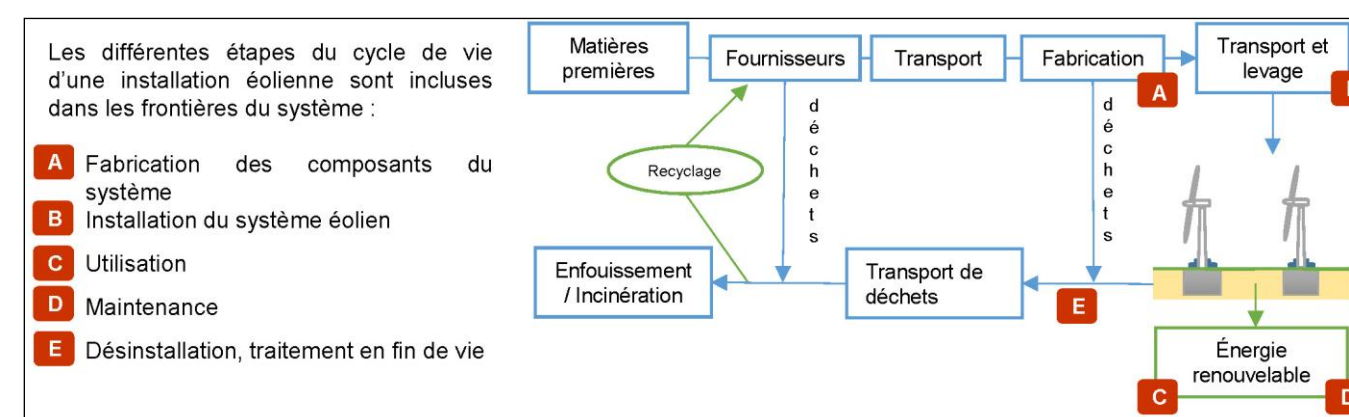 Les différentes étapes du cycle de vie
d'une installation éolienne sont incluses
dans les frontières du système :
A Fabrication des composants du
système
B Installation du système éolien
C Utilisation
D Maintenance
E Désinstallation, traitement en fin de vie
Matières
premières
Fournisseurs
Transport
Fabrication
A
Transport et
levage
déchets
déchets
Recyclage
Enfouissement
/ Incinération
Transport de
déchets
E
Énergie
renouvelable
C
D